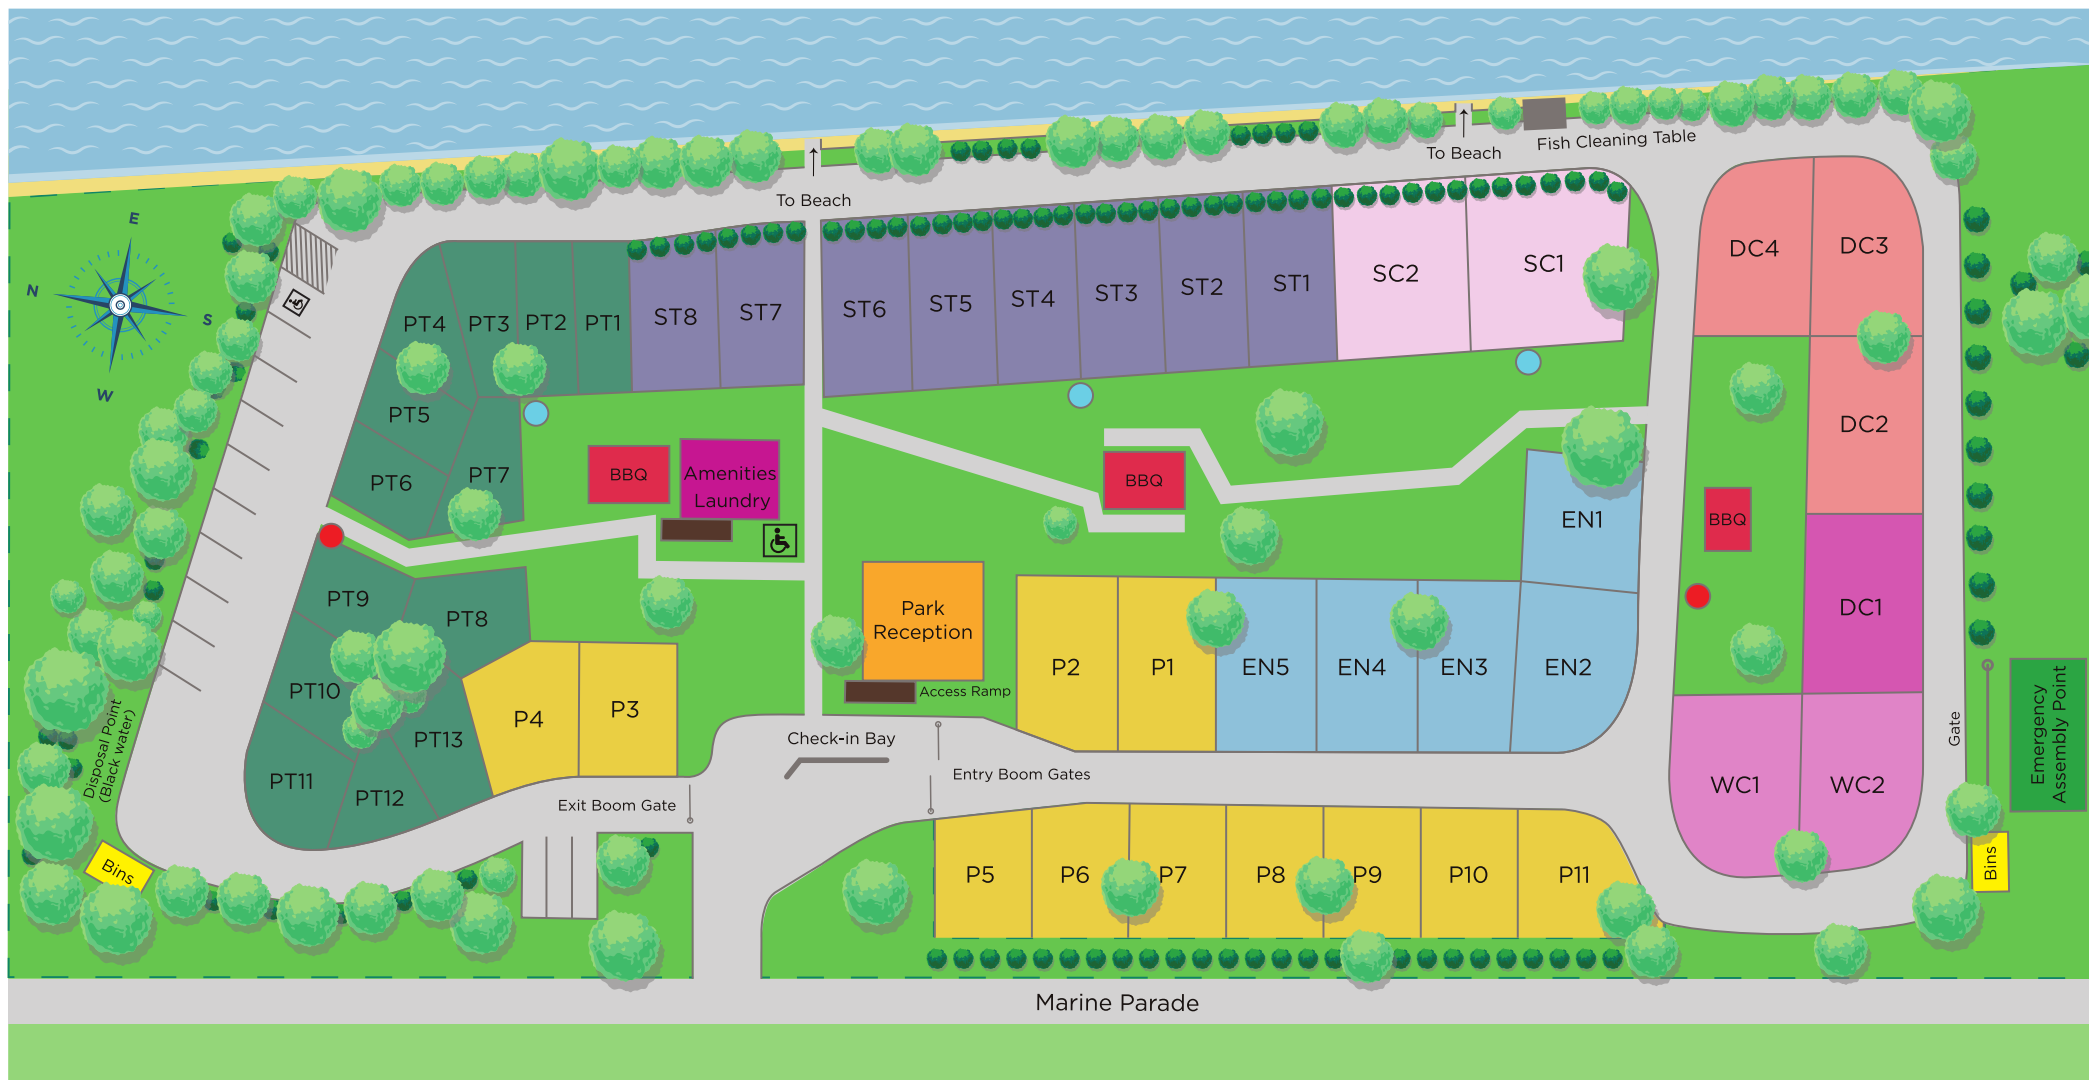 E
N
S
W
To Beach
To Beach
Fish Cleaning Table
PT4
PT3
PT2
PT1
ST8
ST7
ST6
ST5
ST4
ST3
ST2
ST1
SC2
SC1
DC4
DC3
PT5
PT6
PT7
BBQ
Amenities
Laundry
BBQ
EN1
DC2
BBQ
PT9
PT8
Park
Reception
DC1
PT10
P4
P3
P2
P1
EN5
EN4
EN3
EN2
Access Ramp
PT13
PT11
PT12
Check-in Bay
Entry Boom Gates
Exit Boom Gate
WC1
WC2
Gate
Emergency
Assembly Point
Disposal Point
(Black water)
Bins
P5
P6
P7
P8
P9
P10
P11
Bins
Marine Parade